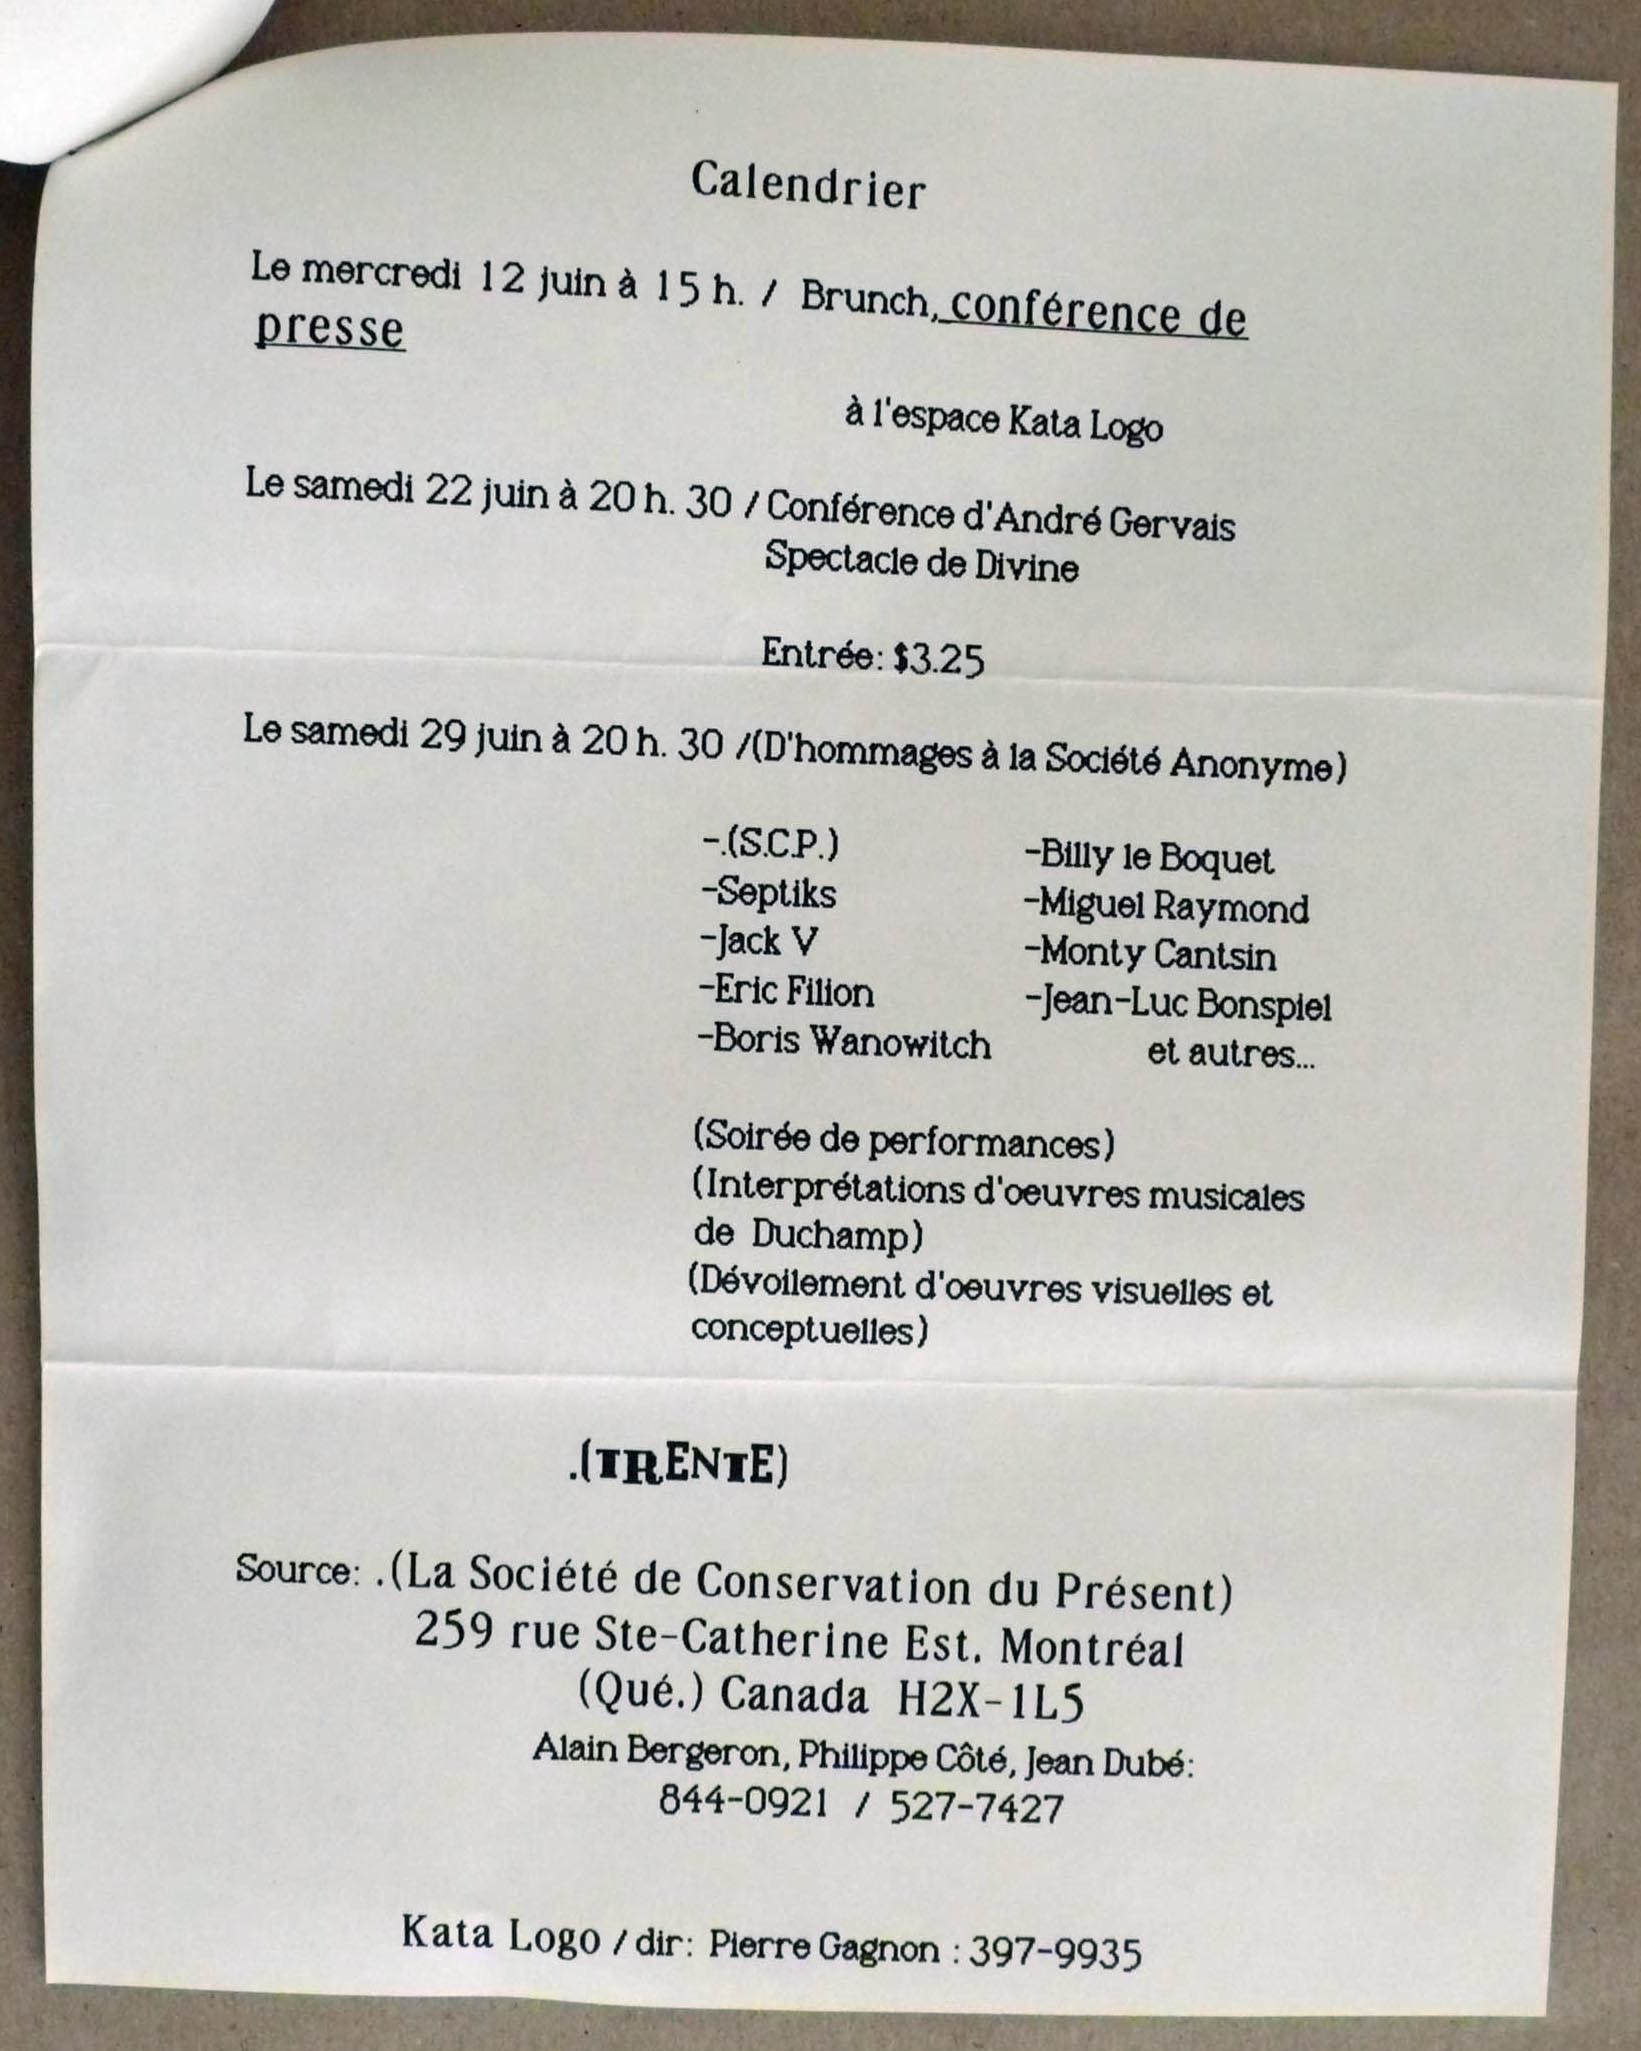 Calendrier
Le mercredi 12 juin à 15 h. / Brunch, conférence de
presse
à l'espace Kata Logo
Le samedi 22 juin à 20 h. 30 / Conférence d'André Gervais
Spectacle de Divine
Entrée: $3.25
Le samedi 29 juin à 20 h. 30 /(D'hommages à la Société Anonyme)
-.(S.C.P.)
-Septiks
-Jack V
-Eric Filion
-Boris Wanowitch
-Billy le Boquet
-Miguel Raymond
-Monty Cantsin
-Jean-Luc Bonspiel
et autres...
(Soirée de performances)
(Interprétations d'oeuvres musicales
de Duchamp)
(Dévoilement d'oeuvres visuelles et
conceptuelles)
.(TRENTE)
Source: .(La Société de Conservation du Présent)
259 rue Ste-Catherine Est. Montréal
(Qué.) Canada H2X-1L5
Alain Bergeron, Philippe Côté, Jean Dubé:
844-0921 / 527-7427
Kata Logo / dir: Pierre Gagnon : 397-9935